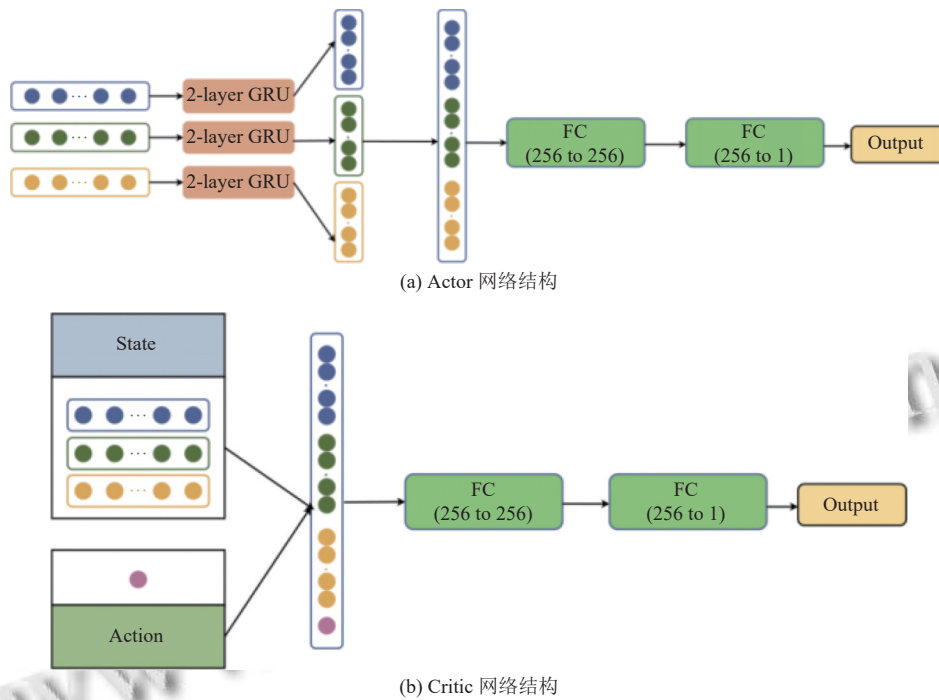 2-layer GRU
2-layer GRU
2-layer GRU
FC
(256 to 256)
FC
(256 to 1)
Output
(a) Actor 网络结构
State
Action
FC
(256 to 256)
FC
(256 to 1)
Output
(b) Critic 网络结构